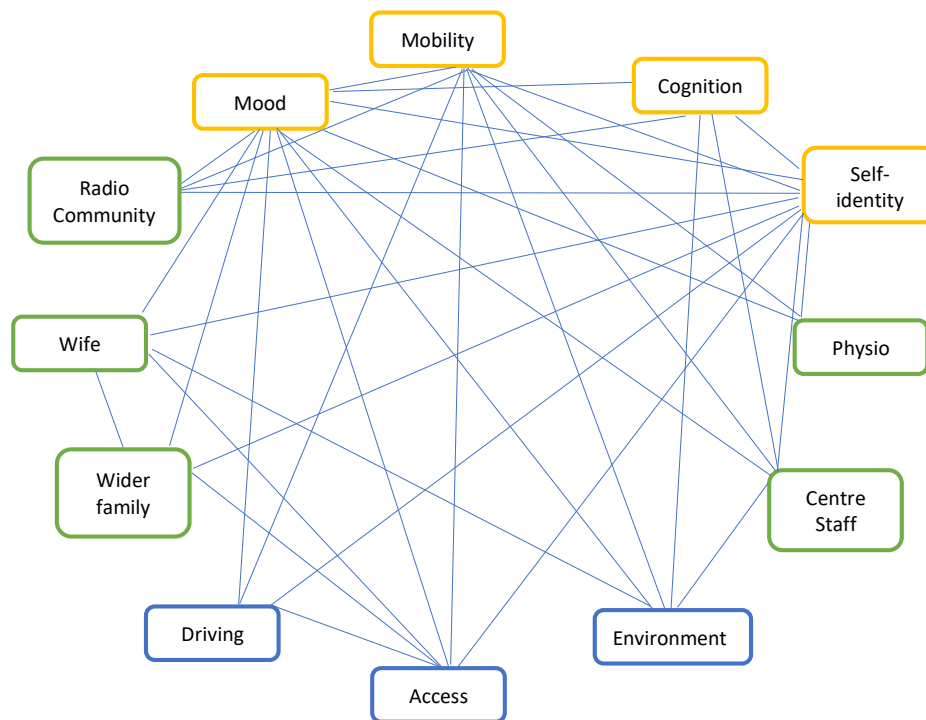 Mobility
Mood
Cognition
Radio
Community
Self-
identity
Wife
Physio
Wider
family
Centre
Staff
Driving
Environment
Access